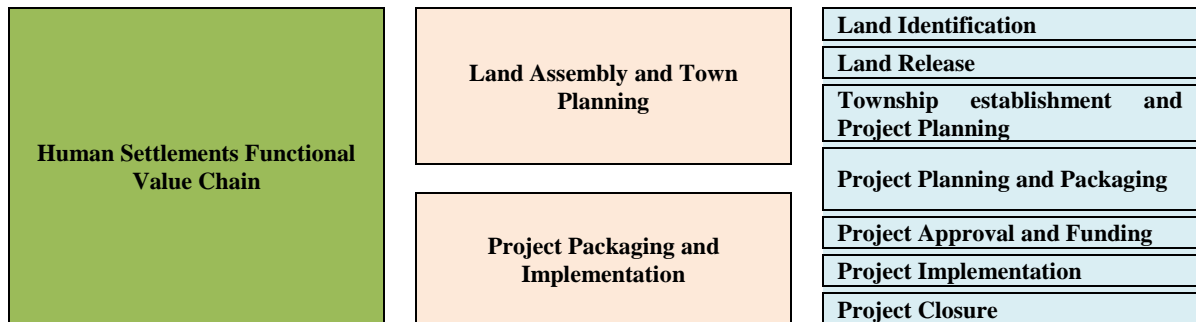 Human Settlements Functional
Value Chain
Land Assembly and Town
Planning
Project Packaging and
Implementation
Land Identification
Land Release
Township establishment and
Project Planning
Project Planning and Packaging
Project Approval and Funding
Project Implementation
Project Closure